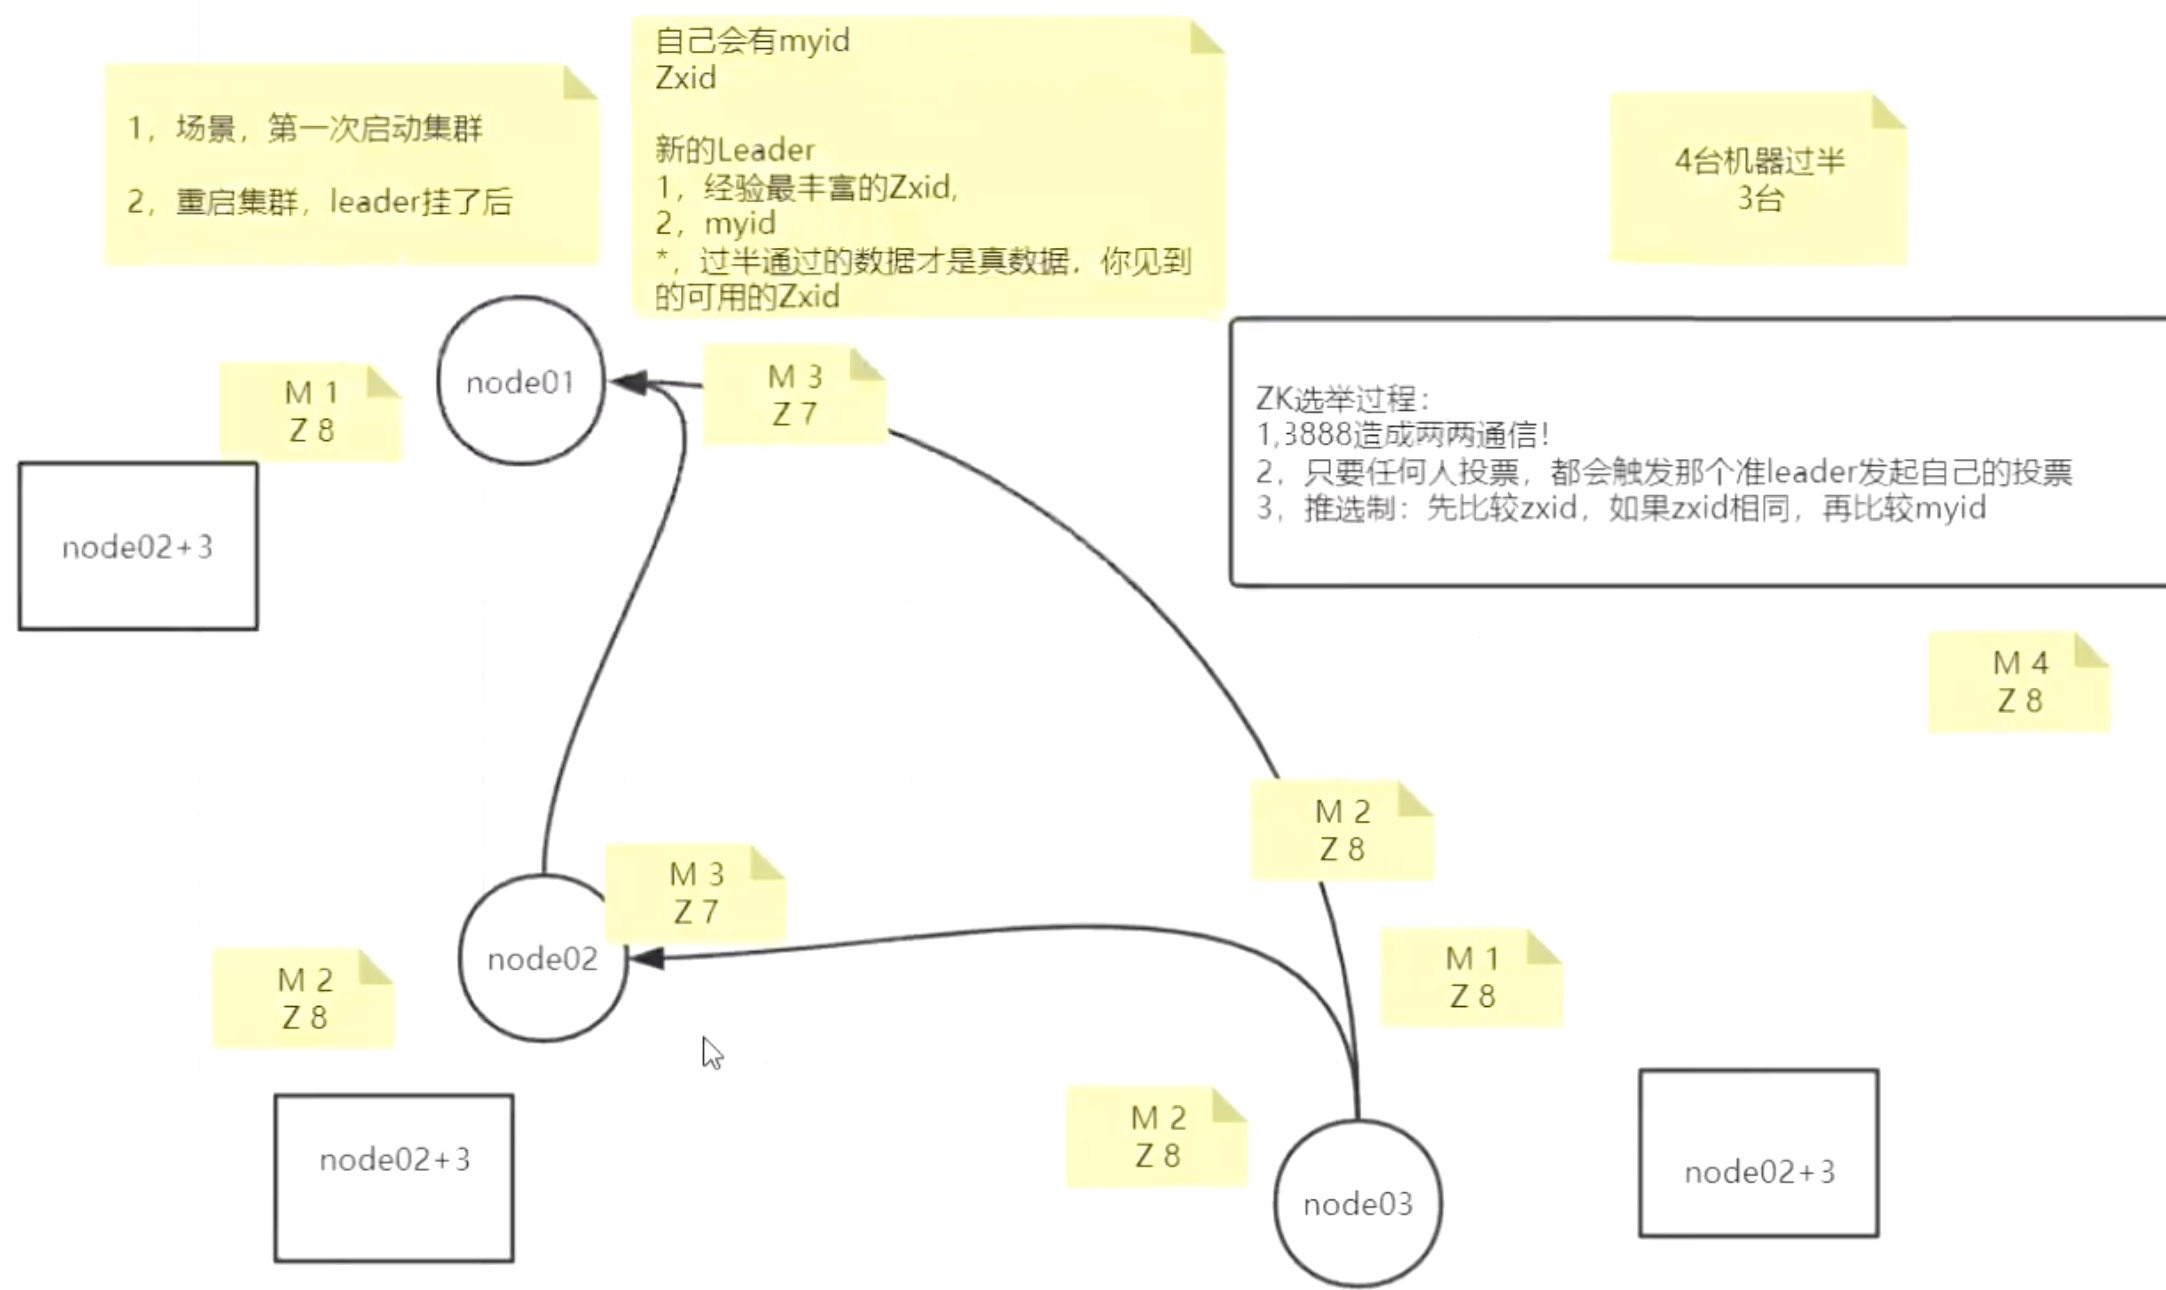 1，场景，第一次启动集群
2，重启集群，leader挂了后
自己会有myid
Zxid
新的Leader
1，经验最丰富的Zxid,
2，myid
*，过半通过的数据才是真数据，你见到
的可用的Zxid
4台机器过半
3台
ZK选举过程：
1,3888造成两两通信！
2，只要任何人投票，都会触发那个准leader发起自己的投票
3，推选制：先比较zxid，如果zxid相同，再比较myid
node01
M 1
Z 8
M 3
Z 7
node02+3
M 4
Z 8
M 2
Z 8
M 3
Z 7
node02
M 2
Z 8
M 1
Z 8
node02+3
M 2
Z 8
node03
node02+3